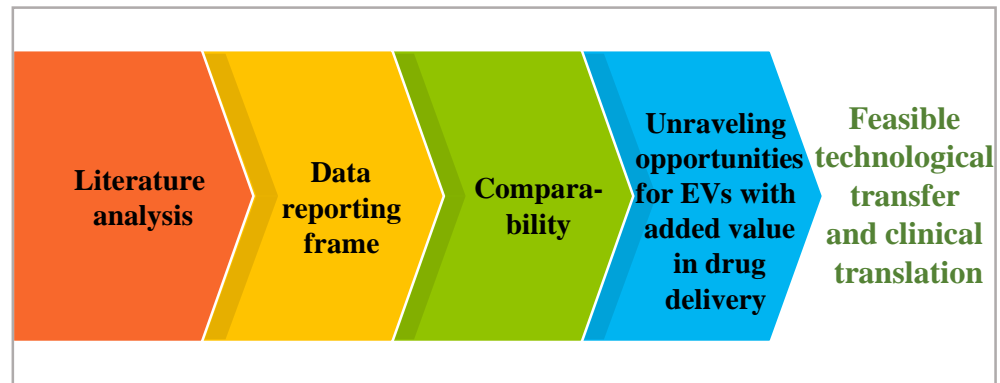 Literature
analysis
Data
reporting
frame
Compara-
bility
Unraveling
opportunities
for EVs with
added value
in drug
delivery
Feasible
technological
transfer
and clinical
translation